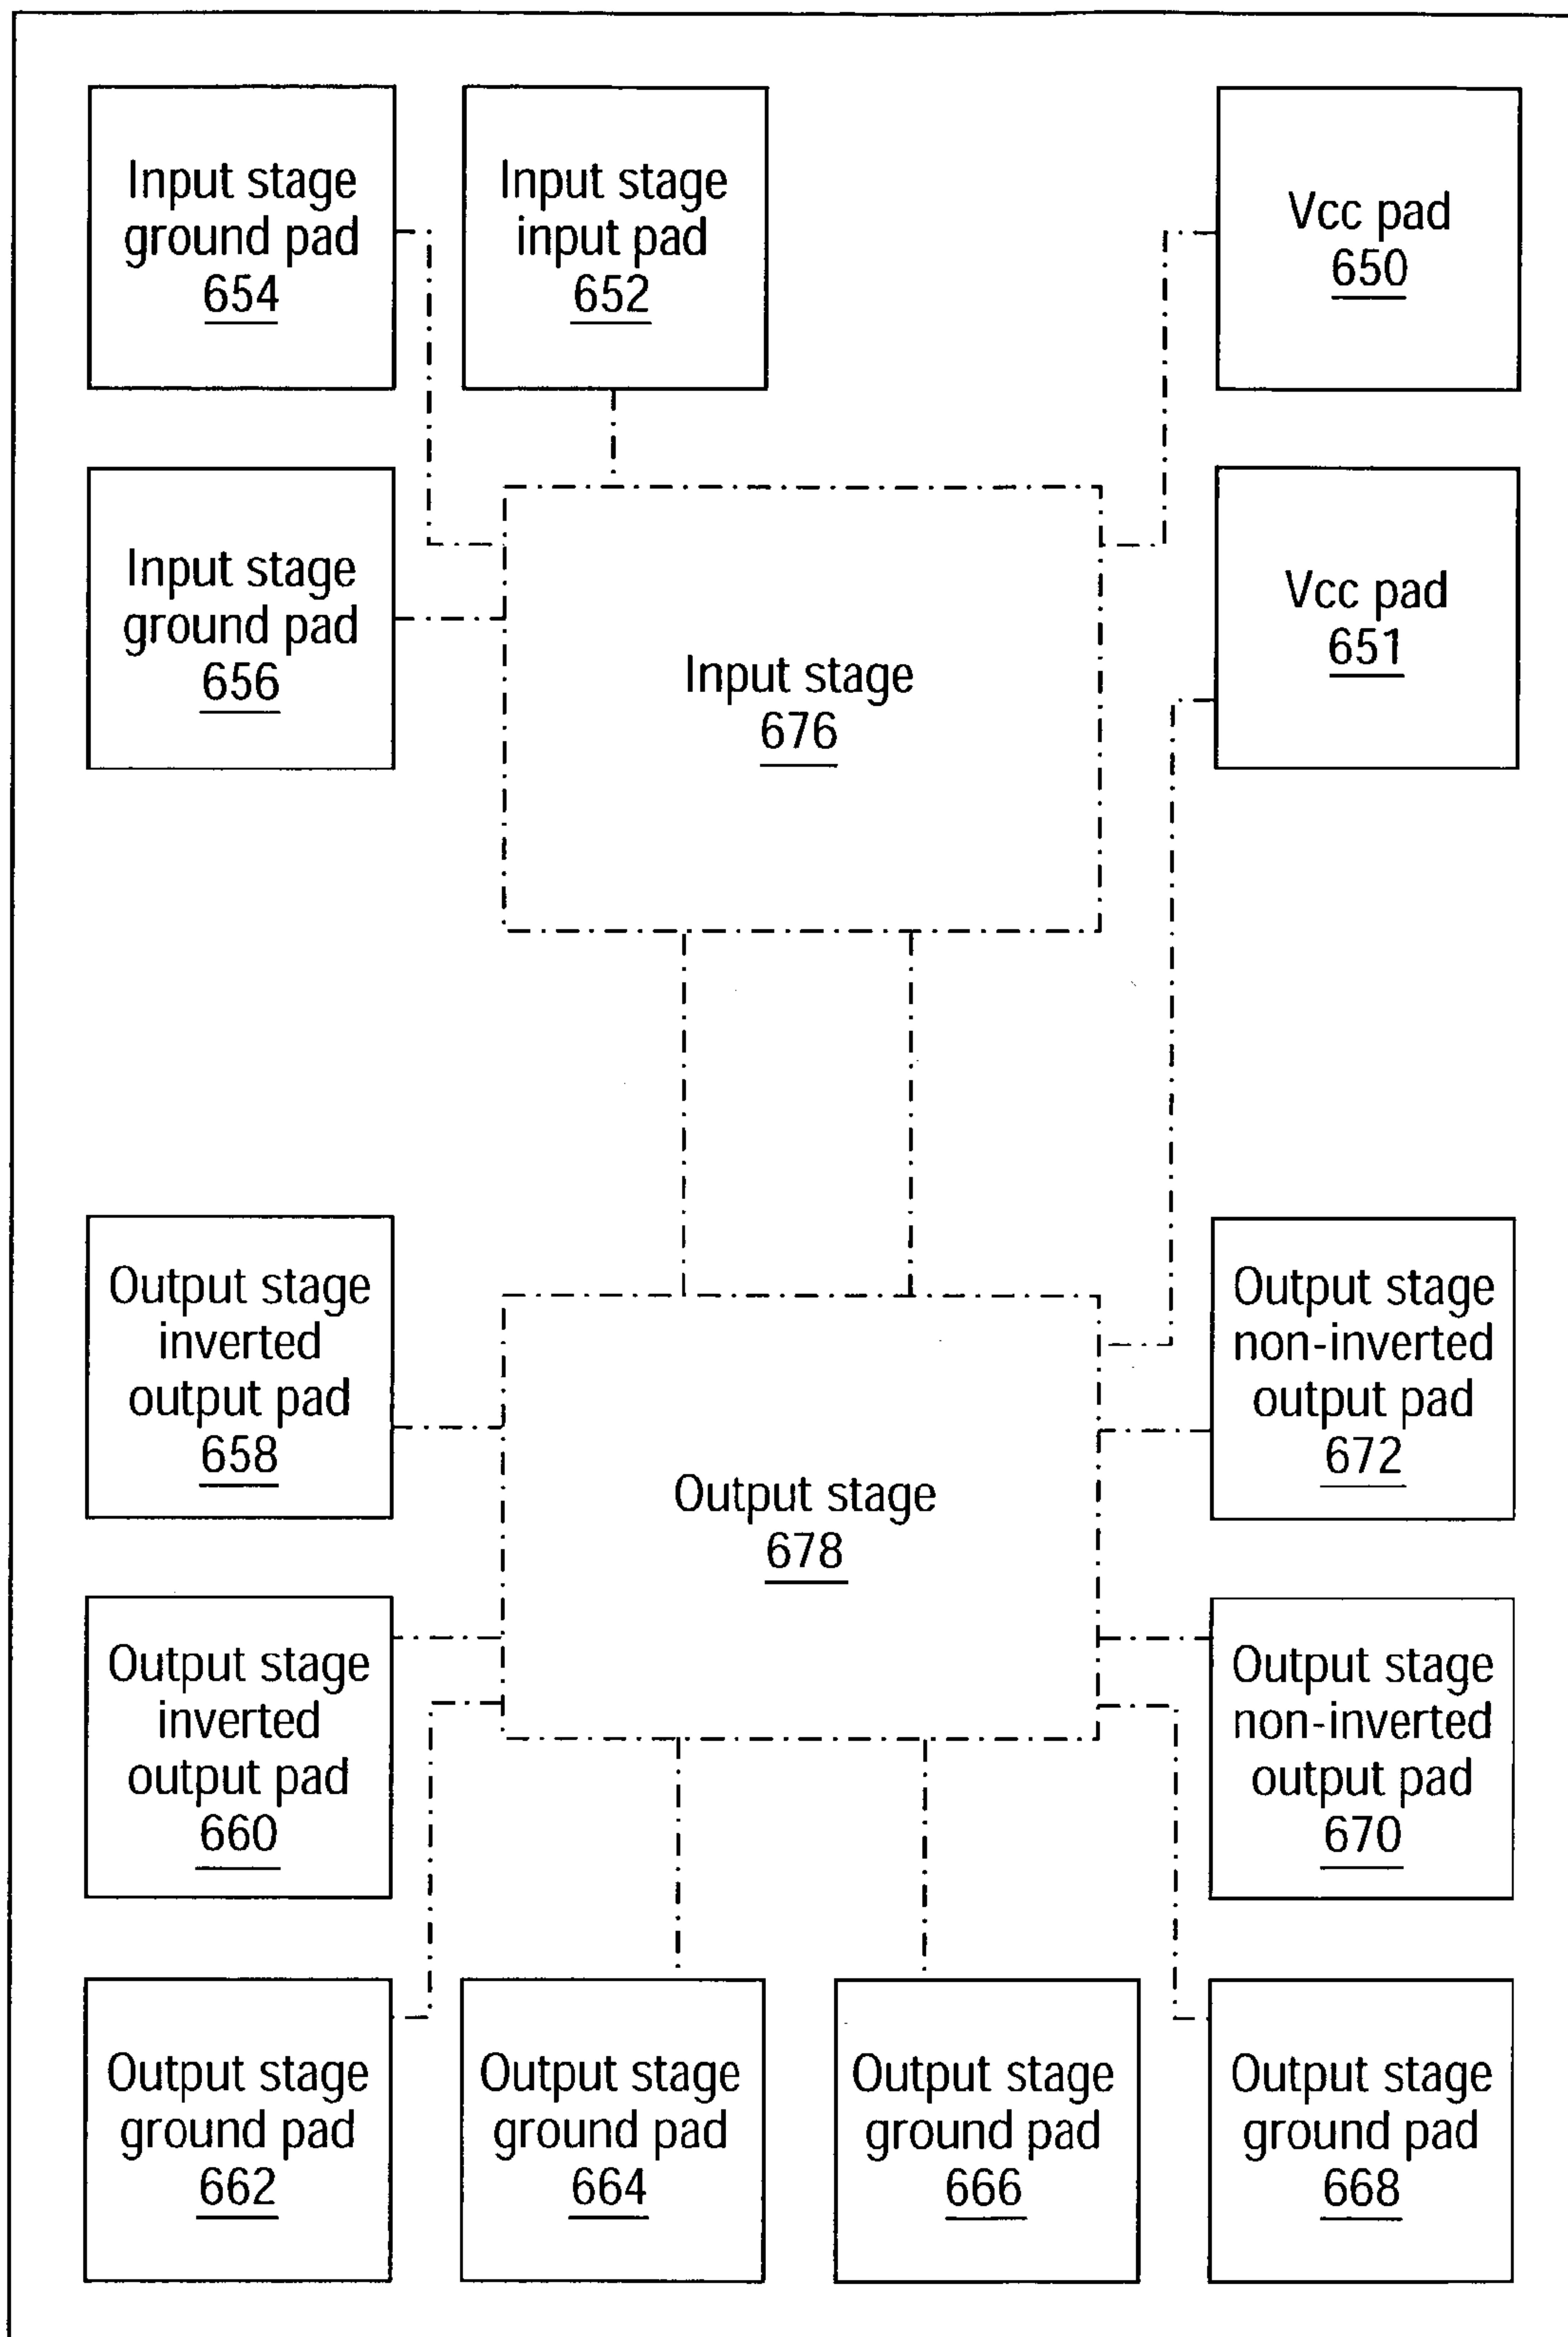 Input stage
ground pad
654
Input stage
input pad
652
Vcc pad
650
Input stage
ground pad
656
Input stage
676
Vcc pad
651
Output stage
inverted
output pad
658
Output stage
678
Output stage
non-inverted
output pad
672
Output stage
inverted
output pad
660
Output stage
non-inverted
output pad
670
Output stage
ground pad
662
Output stage
ground pad
664
Output stage
ground pad
666
Output stage
ground pad
668